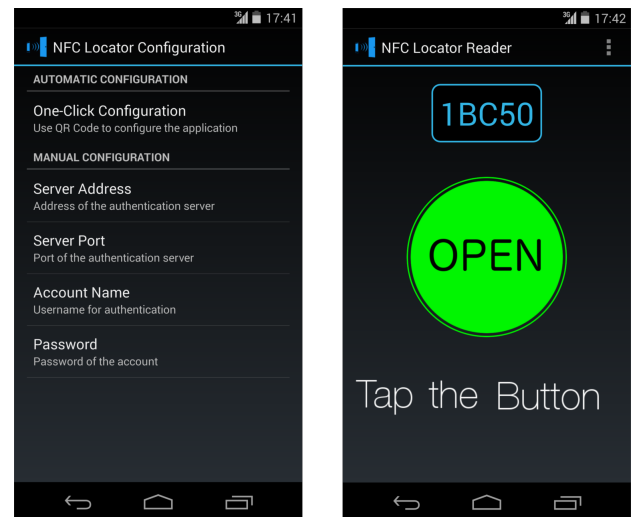 3G 17:41
NFC Locator Configuration
AUTOMATIC CONFIGURATION
One-Click Configuration
Use QR Code to configure the application
MANUAL CONFIGURATION
Server Address
Address of the authentication server
Server Port
Port of the authentication server
Account Name
Username for authentication
Password
Password of the account
3G 17:42
NFC Locator Reader
1BC50
OPEN
Tap the Button